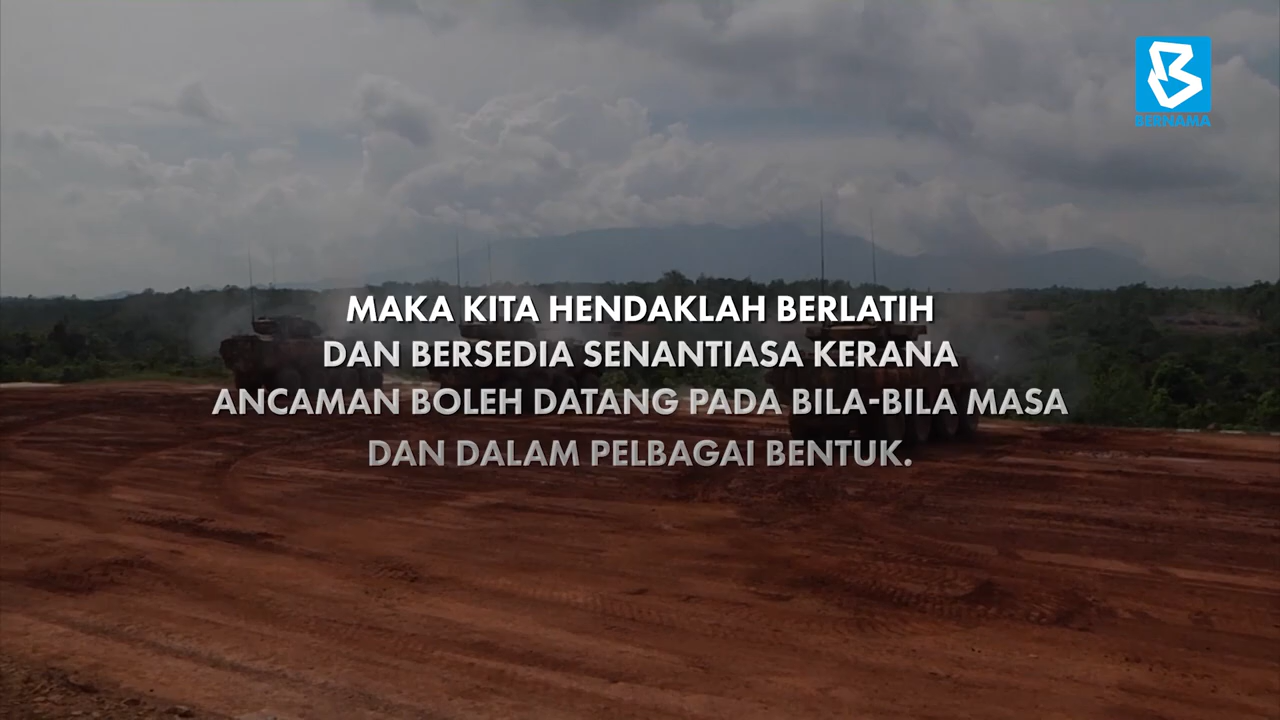 BERNAMA
MAKA KITA HENDAKLAH BERLATIH
DAN BERSEDIA SENANTIASA KERANA
ANCAMAN BOLEH DATANG PADA BILA-BILA MASA
DAN DALAM PELBAGAI BENTUK.